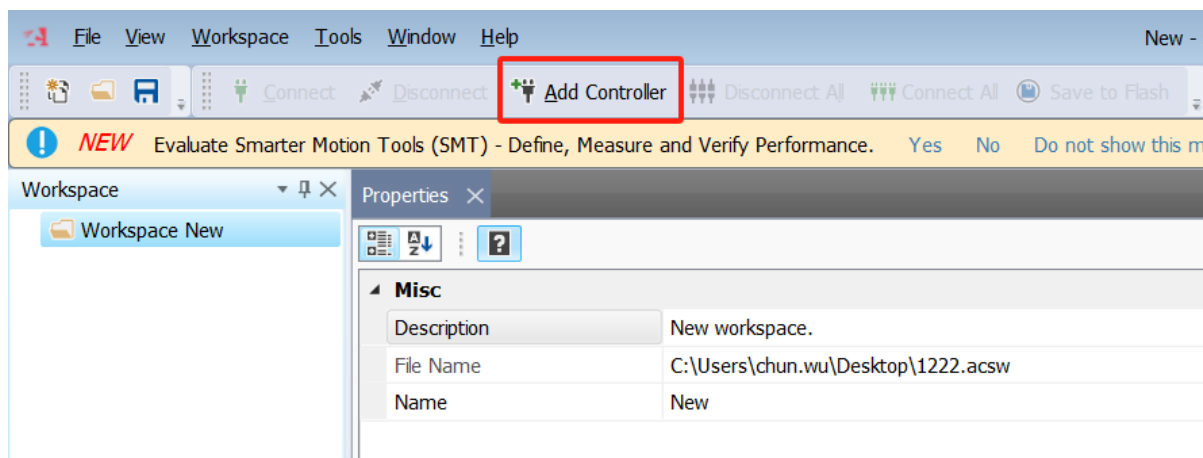 File View Workspace Tools Window Help New -
Connect Disconnect Add Controller Disconnect All Connect All Save to Flash
NEW Evaluate Smarter Motion Tools (SMT) - Define, Measure and Verify Performance. Yes No Do not show this m
Workspace
Properties
Workspace New
Misc
Description New workspace.
File Name C:\Users\chun.wu\Desktop\1222.acsw
Name New